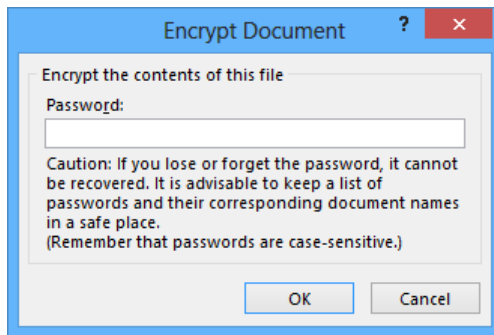 Encrypt Document
?
×
Encrypt the contents of this file
Password:
Caution: If you lose or forget the password, it cannot
be recovered. It is advisable to keep a list of
passwords and their corresponding document names
in a safe place.
(Remember that passwords are case-sensitive.)
OK
Cancel